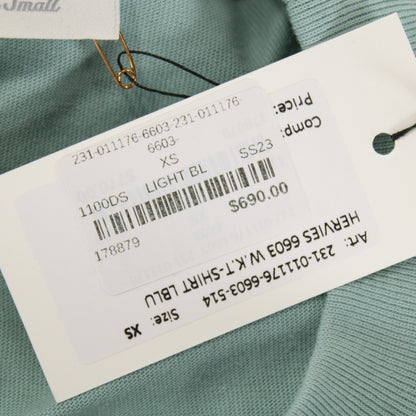 Small
231-011176-6603-231-011176-
6603-
XS
1100DS LIGHT BL SS23
178879 $690.00
Art: 231-011176-6603-514
HERVIES 6603 W.K.T-SHIRT LBLU
Size: XS
Comp:
Price: